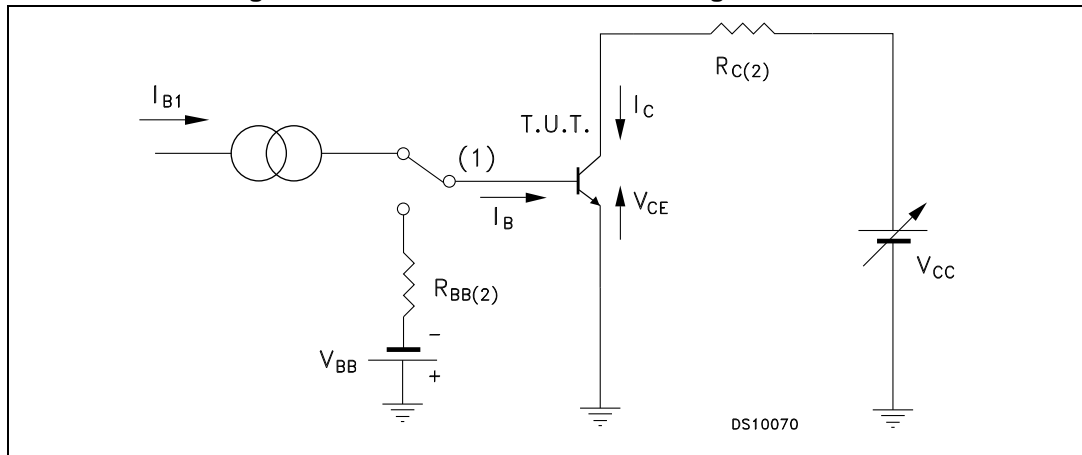 R_C(2)
I_B1
I_C
T.U.T.
(1)
V_CE
I_B
V_CC
R_BB(2)
–
V_BB
+
DS10070